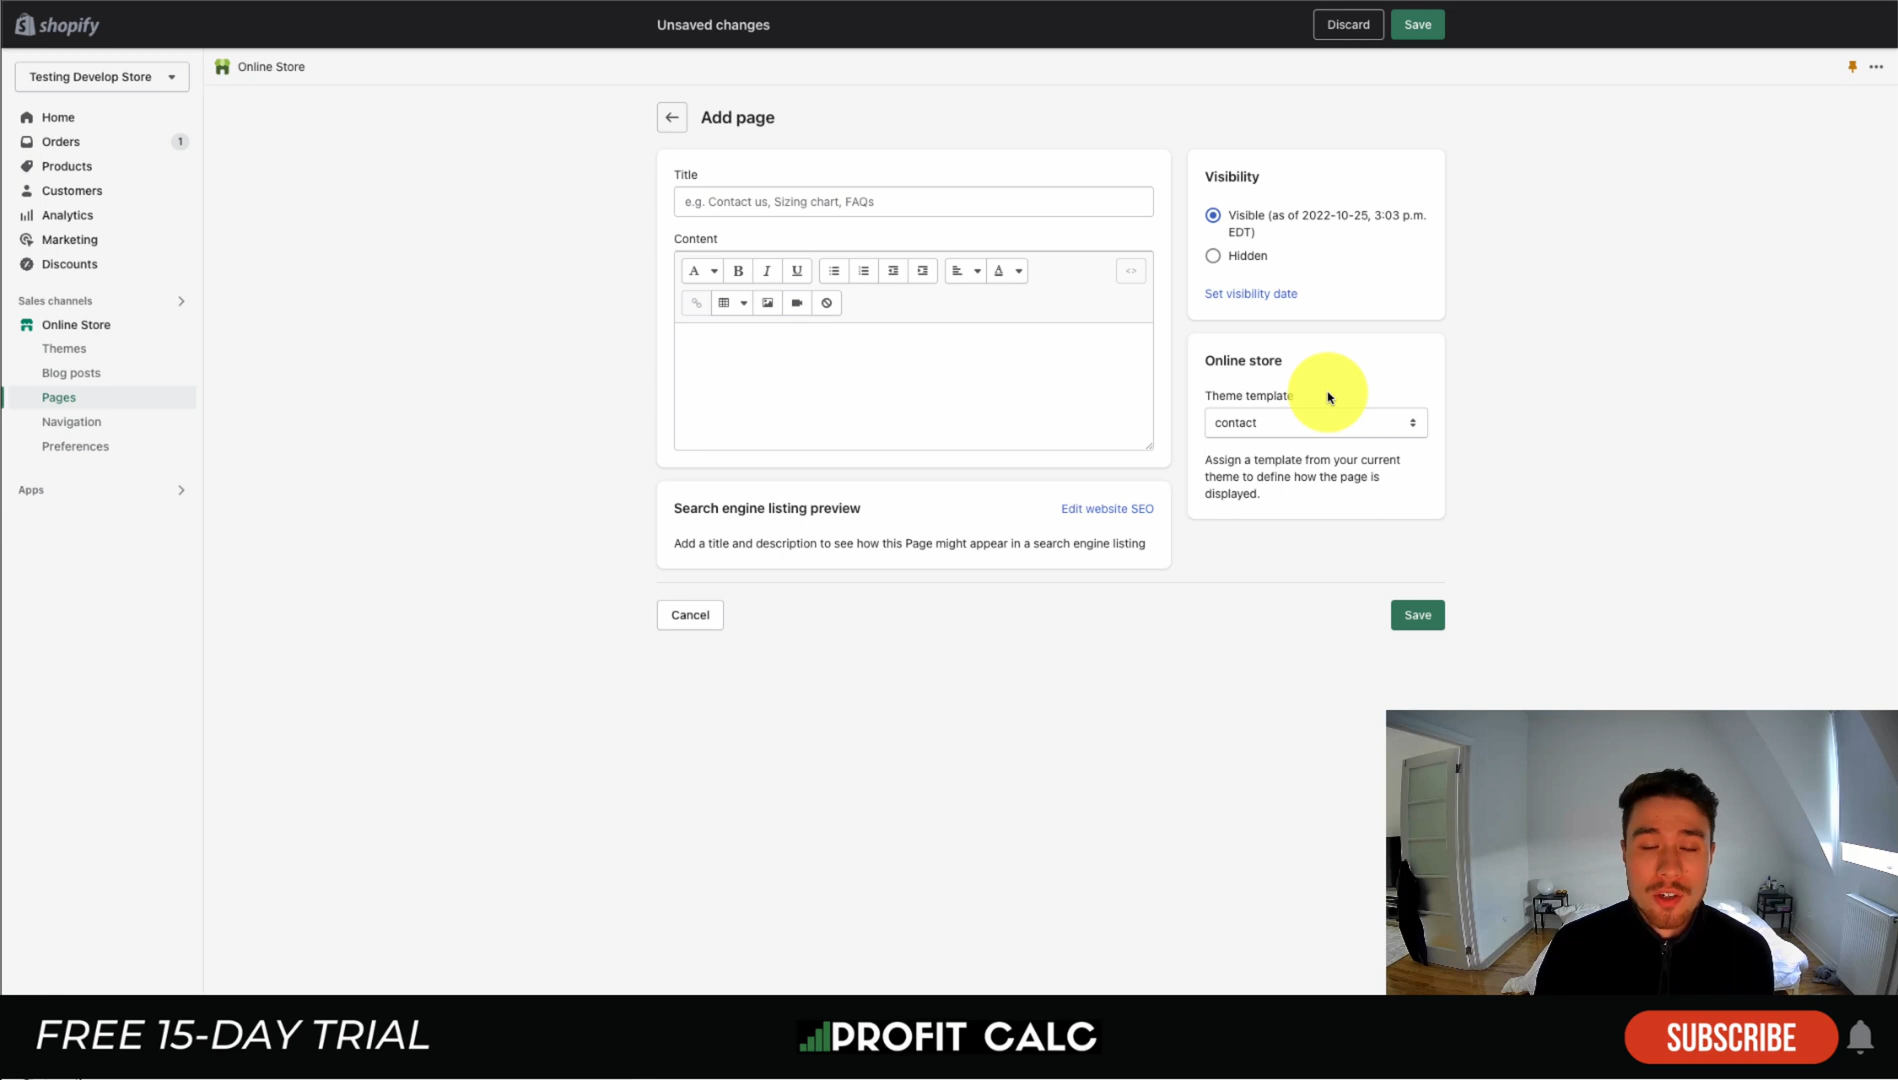 shopify
Unsaved changes
Discard
Save
Testing Develop Store
Online Store
Home
Orders
1
Products
Customers
Analytics
Marketing
Discounts
Sales channels
Online Store
Themes
Blog posts
Pages
Navigation
Preferences
Apps
Add page
Title
e.g. Contact us, Sizing chart, FAQs
Content
A
B
I
U
A
<>
Search engine listing preview
Edit website SEO
Add a title and description to see how this Page might appear in a search engine listing
Visibility
Visible (as of 2022-10-25, 3:03 p.m.
EDT)
Hidden
Set visibility date
Online store
Theme template
contact
Assign a template from your current
theme to define how the page is
displayed.
Cancel
Save
FREE 15-DAY TRIAL
PROFIT CALC
SUBSCRIBE